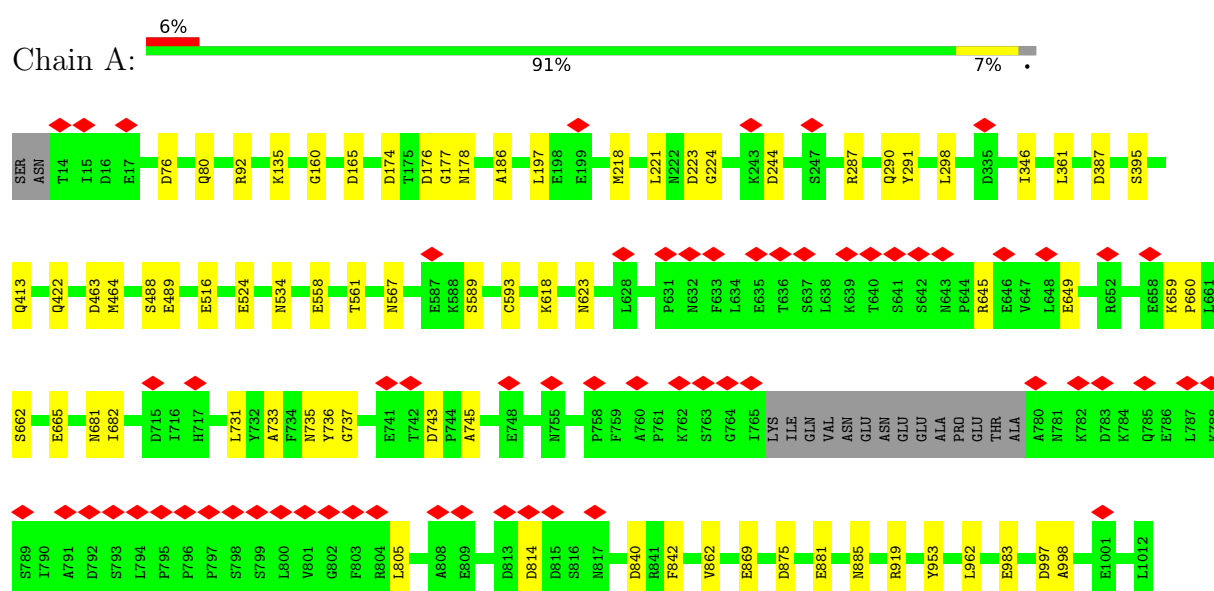 6%
Chain A:
91%
7%
•
SER ASN T14 I15 D16 E17 D76 Q80 R92 K135 G160 D165 D174 T175 D176 G177 N178 A186 L197 E198 E199 M218 L221 N222 D223 G224 K243 D244 S247 R287 Q290 Y291 L298 D335 I346 L361 D387 S395
Q413 Q422 D463 M464 S488 E489 E516 E524 N534 E558 T561 N567 E587 K588 S589 C593 K618 N623 L628 P631 N632 F633 L634 E635 T636 S637 L638 K639 T640 S641 S642 N643 P644 R645 E646 V647 L648 E649 R652 E658 K659 P660 L661
S662 E665 N681 I682 D715 I716 H717 L731 Y732 A733 F734 N735 Y736 G737 E741 T742 D743 P744 A745 E748 N755 P758 F759 A760 P761 K762 S763 G764 I765 LYS ILE GLN VAL ASN GLU ASN GLU GLU ALA PRO GLU THR ALA A780 N781 K782 D783 K784 Q785 E786 L787 K788
S789 I790 A791 D792 S793 L794 P795 P796 P797 S798 S799 L800 V801 G802 F803 R804 L805 A808 E809 D813 D814 D815 S816 N817 D840 R841 F842 V862 E869 D875 E881 N885 R919 Y953 L962 E983 D997 A998 E1001 L1012